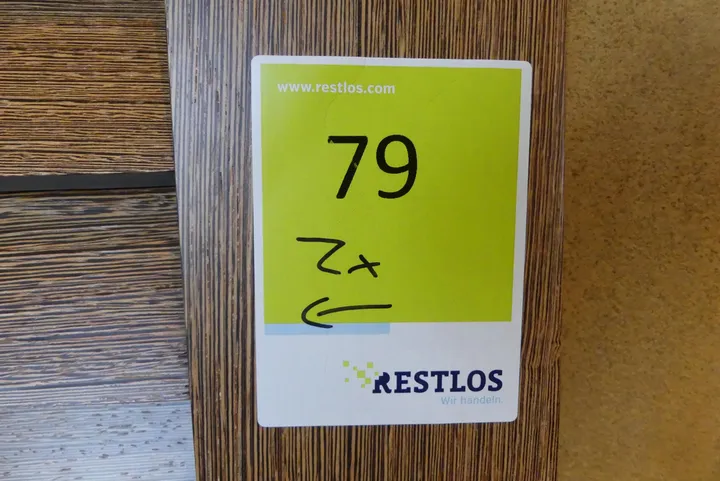 www.restlos.com
79
2x
←
RESTLOS
Wir handeln.